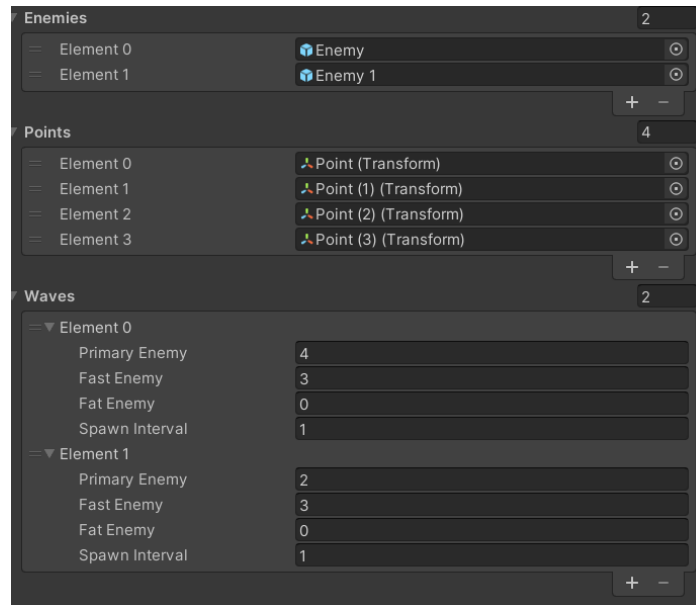 Enemies 2
Element 0 Enemy
Element 1 Enemy 1
Points 4
Element 0 Point (Transform)
Element 1 Point (1) (Transform)
Element 2 Point (2) (Transform)
Element 3 Point (3) (Transform)
Waves 2
Element 0
Primary Enemy 4
Fast Enemy 3
Fat Enemy 0
Spawn Interval 1
Element 1
Primary Enemy 2
Fast Enemy 3
Fat Enemy 0
Spawn Interval 1